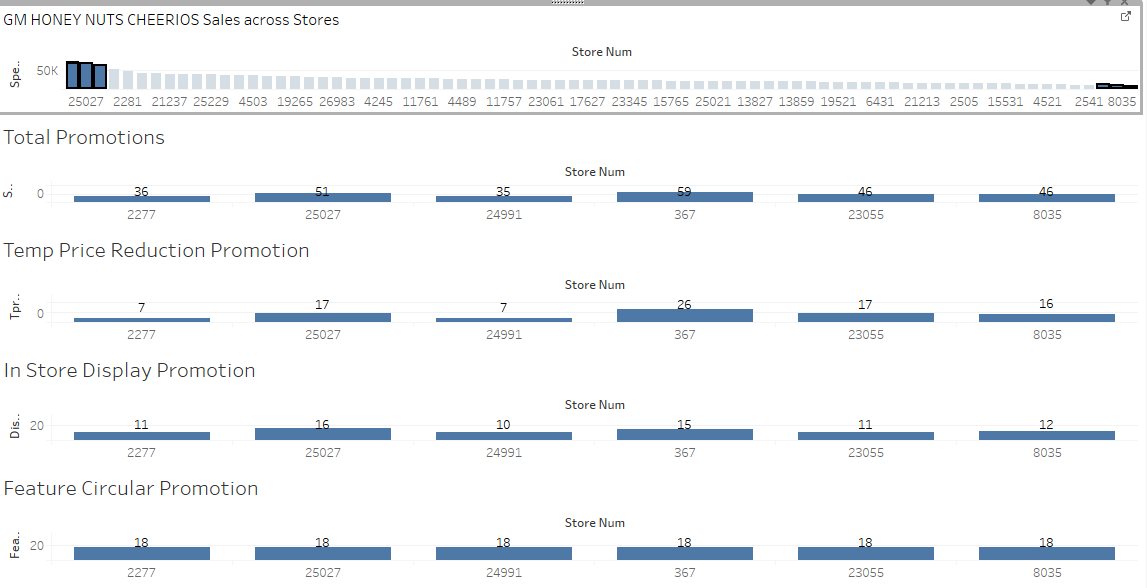 GM HONEY NUTS CHEERIOS Sales across Stores
Store Num
Spe..
50K
25027 2281 21237 25229 4503 19265 26983 4245 11761 4489 11757 23061 17627 23345 15765 25021 13827 13859 19521 6431 21213 2505 15531 4521 2541 8035
Total Promotions
Store Num
S..
0
36 51 35 59 46 46
2277 25027 24991 367 23055 8035
Temp Price Reduction Promotion
Store Num
Tpr..
0
7 17 7 26 17 16
2277 25027 24991 367 23055 8035
In Store Display Promotion
Store Num
Dis..
20
11 16 10 15 11 12
2277 25027 24991 367 23055 8035
Feature Circular Promotion
Store Num
Fea..
20
18 18 18 18 18 18
2277 25027 24991 367 23055 8035